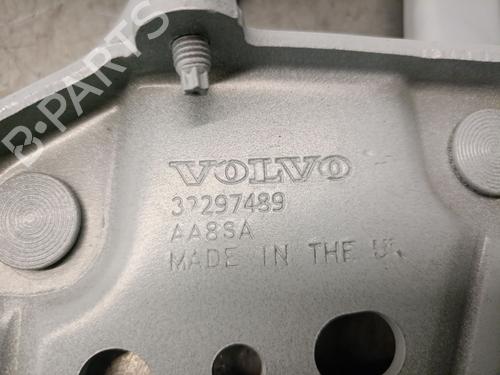 B-PARTS
VOLVO
32297489
AA8SA
MADE IN THE